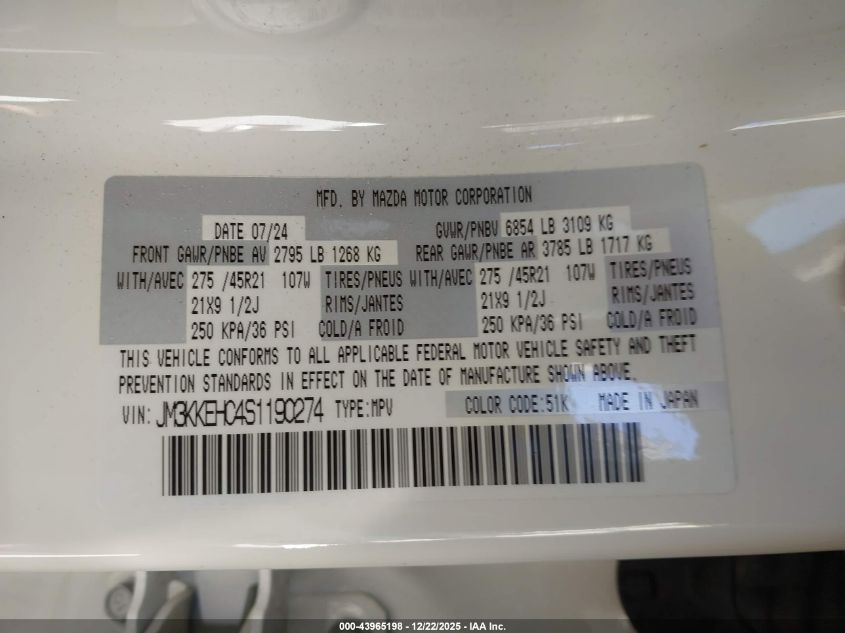 MFD. BY MAZDA MOTOR CORPORATION
DATE 07/24 GVWR/PNBV 6854 LB 3109 KG
FRONT GAWR/PNBE AV 2795 LB 1268 KG REAR GAWR/PNBE AR 3785 LB 1717 KG
WITH/AVEC 275 /45R21 107W TIRES/PNEUS WITH/AVEC 275 /45R21 107W TIRES/PNEUS
21X9 1/2J RIMS/JANTES 21X9 1/2J RIMS/JANTES
250 KPA/36 PSI COLD/A FROID 250 KPA/36 PSI COLD/A FROID
THIS VEHICLE CONFORMS TO ALL APPLICABLE FEDERAL MOTOR VEHICLE SAFETY AND THEFT
PREVENTION STANDARDS IN EFFECT ON THE DATE OF MANUFACTURE SHOWN ABOVE.
VIN: JM3KKEHC4S1190274 TYPE:MPV COLOR CODE:51K MADE IN JAPAN
000-43965198 - 12/22/2025 - IAA Inc.